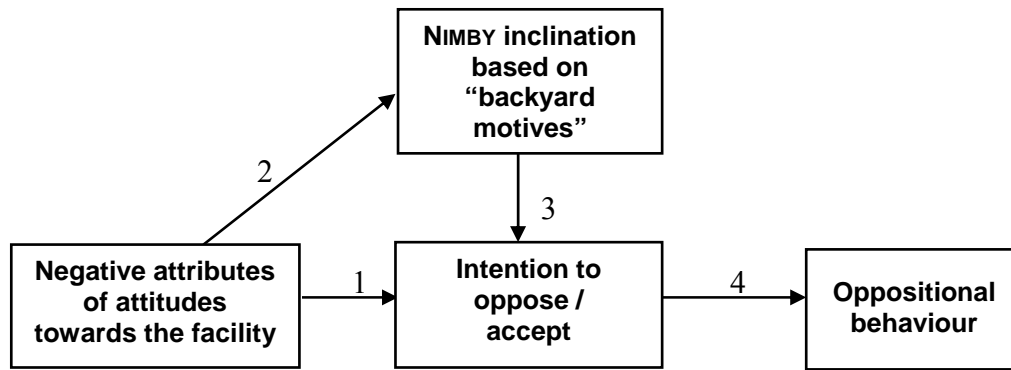 NIMBY inclination
based on
“backyard
motives”
2
3
Negative attributes
of attitudes
towards the facility
1
Intention to
oppose /
accept
4
Oppositional
behaviour